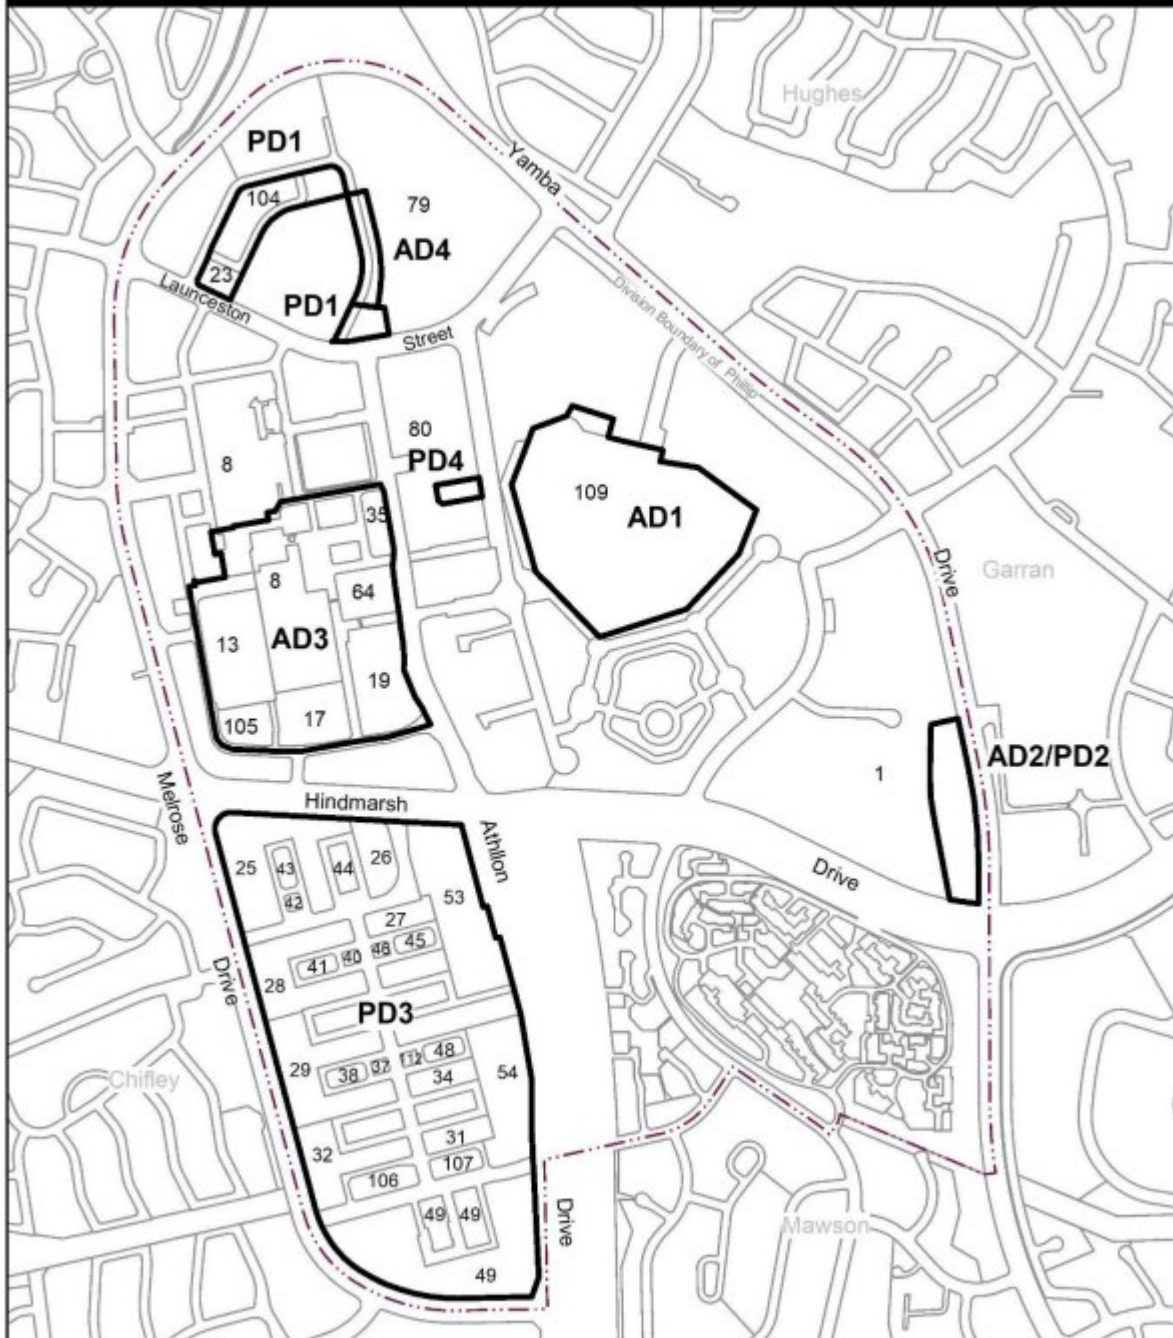 Hughes
Yamba
PD1
104
79
AD4
23
Launceston
PD1
Street
Division Boundary of Phillip
80
8
PD4
109
35
AD1
Drive
Garran
8
64
13
AD3
19
105
17
AD2/PD2
1
Melrose
Hindmarsh
Athllon
Drive
25
43
44
26
42
53
27
46
45
41
40
28
Drive
PD3
112
48
37
38
34
29
54
Chifley
31
32
107
106
49
49
Drive
Mawson
49